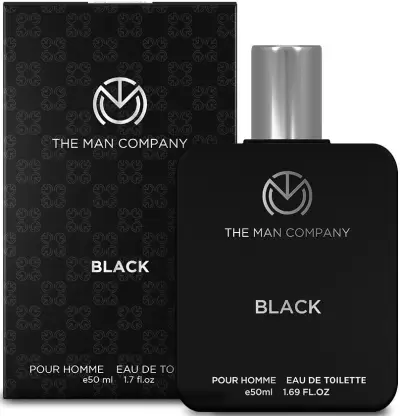 THE MAN COMPANY
BLACK
POUR HOMME EAU DE TO
e50 ml 1.7 fl.oz
THE MAN COMPANY
BLACK
POUR HOMME EAU DE TOILETTE
e50ml 1.69 FL.OZ